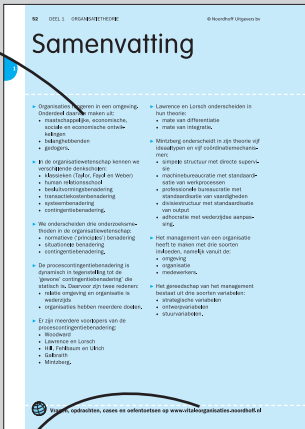 52 DEEL 1 ORGANISATIETHEORIE © Noordhoff Uitgevers bv
Samenvatting
1
▶ Organisaties fungeren in een omgeving.
Onderdeel daarvan maken uit:
• maatschappelijke, economische,
sociale en economische ontwik-
kelingen
• belanghebbenden
• gedogers.
▶ In de organisatiewetenschap kennen we
verschillende denkscholen:
• klassieken (Taylor, Fayol en Weber)
• human relationsschool
• besluitvormingsbenadering
• transactiekostenbenadering
• systeembenadering
• contingentiebenadering.
▶ We onderscheiden drie onderzoeksme-
thoden in de organisatiewetenschap:
• normatieve ('principles') benadering
• situationele benadering
• contingentiebenadering.
▶ De procescontingentiebenadering is
dynamisch in tegenstelling tot de
'gewone' contingentiebenadering' die
statisch is. Daarvoor zijn twee redenen:
• relatie omgeving en organisatie is
wederzijds
• organisaties hebben meerdere doelen.
▶ Er zijn meerdere voorlopers van de
procescontingentiebenadering:
• Woodward
• Lawrence en Lorsch
• Hill, Fehlbaum en Ulrich
• Galbraith
• Mintzberg.
▶ Lawrence en Lorsch onderscheiden in
hun theorie:
• mate van differentiatie
• mate van integratie.
▶ Mintzberg onderscheidt in zijn theorie vijf
ideaaltypen en vijf coördinatiemechanis-
men:
• simpele structuur met directe supervi-
sie
• machinebureaucratie met standaardi-
satie van werkprocessen
• professionele bureaucratie met
standaardisatie van vaardigheden
• divisiestructuur met standaardisatie
van output
• adhocratie met wederzijdse aanpas-
sing.
▶ Het management van een organisatie
heeft te maken met drie soorten
invloeden, namelijk vanuit de:
• omgeving
• organisatie
• medewerkers.
▶ Het gereedschap van het management
bestaat uit drie soorten variabelen:
• strategische variabelen
• ontwerpvariabelen
• stuurvariabelen.
Vragen, opdrachten, cases en oefentoetsen op www.vitaleorganisaties.noordhoff.nl